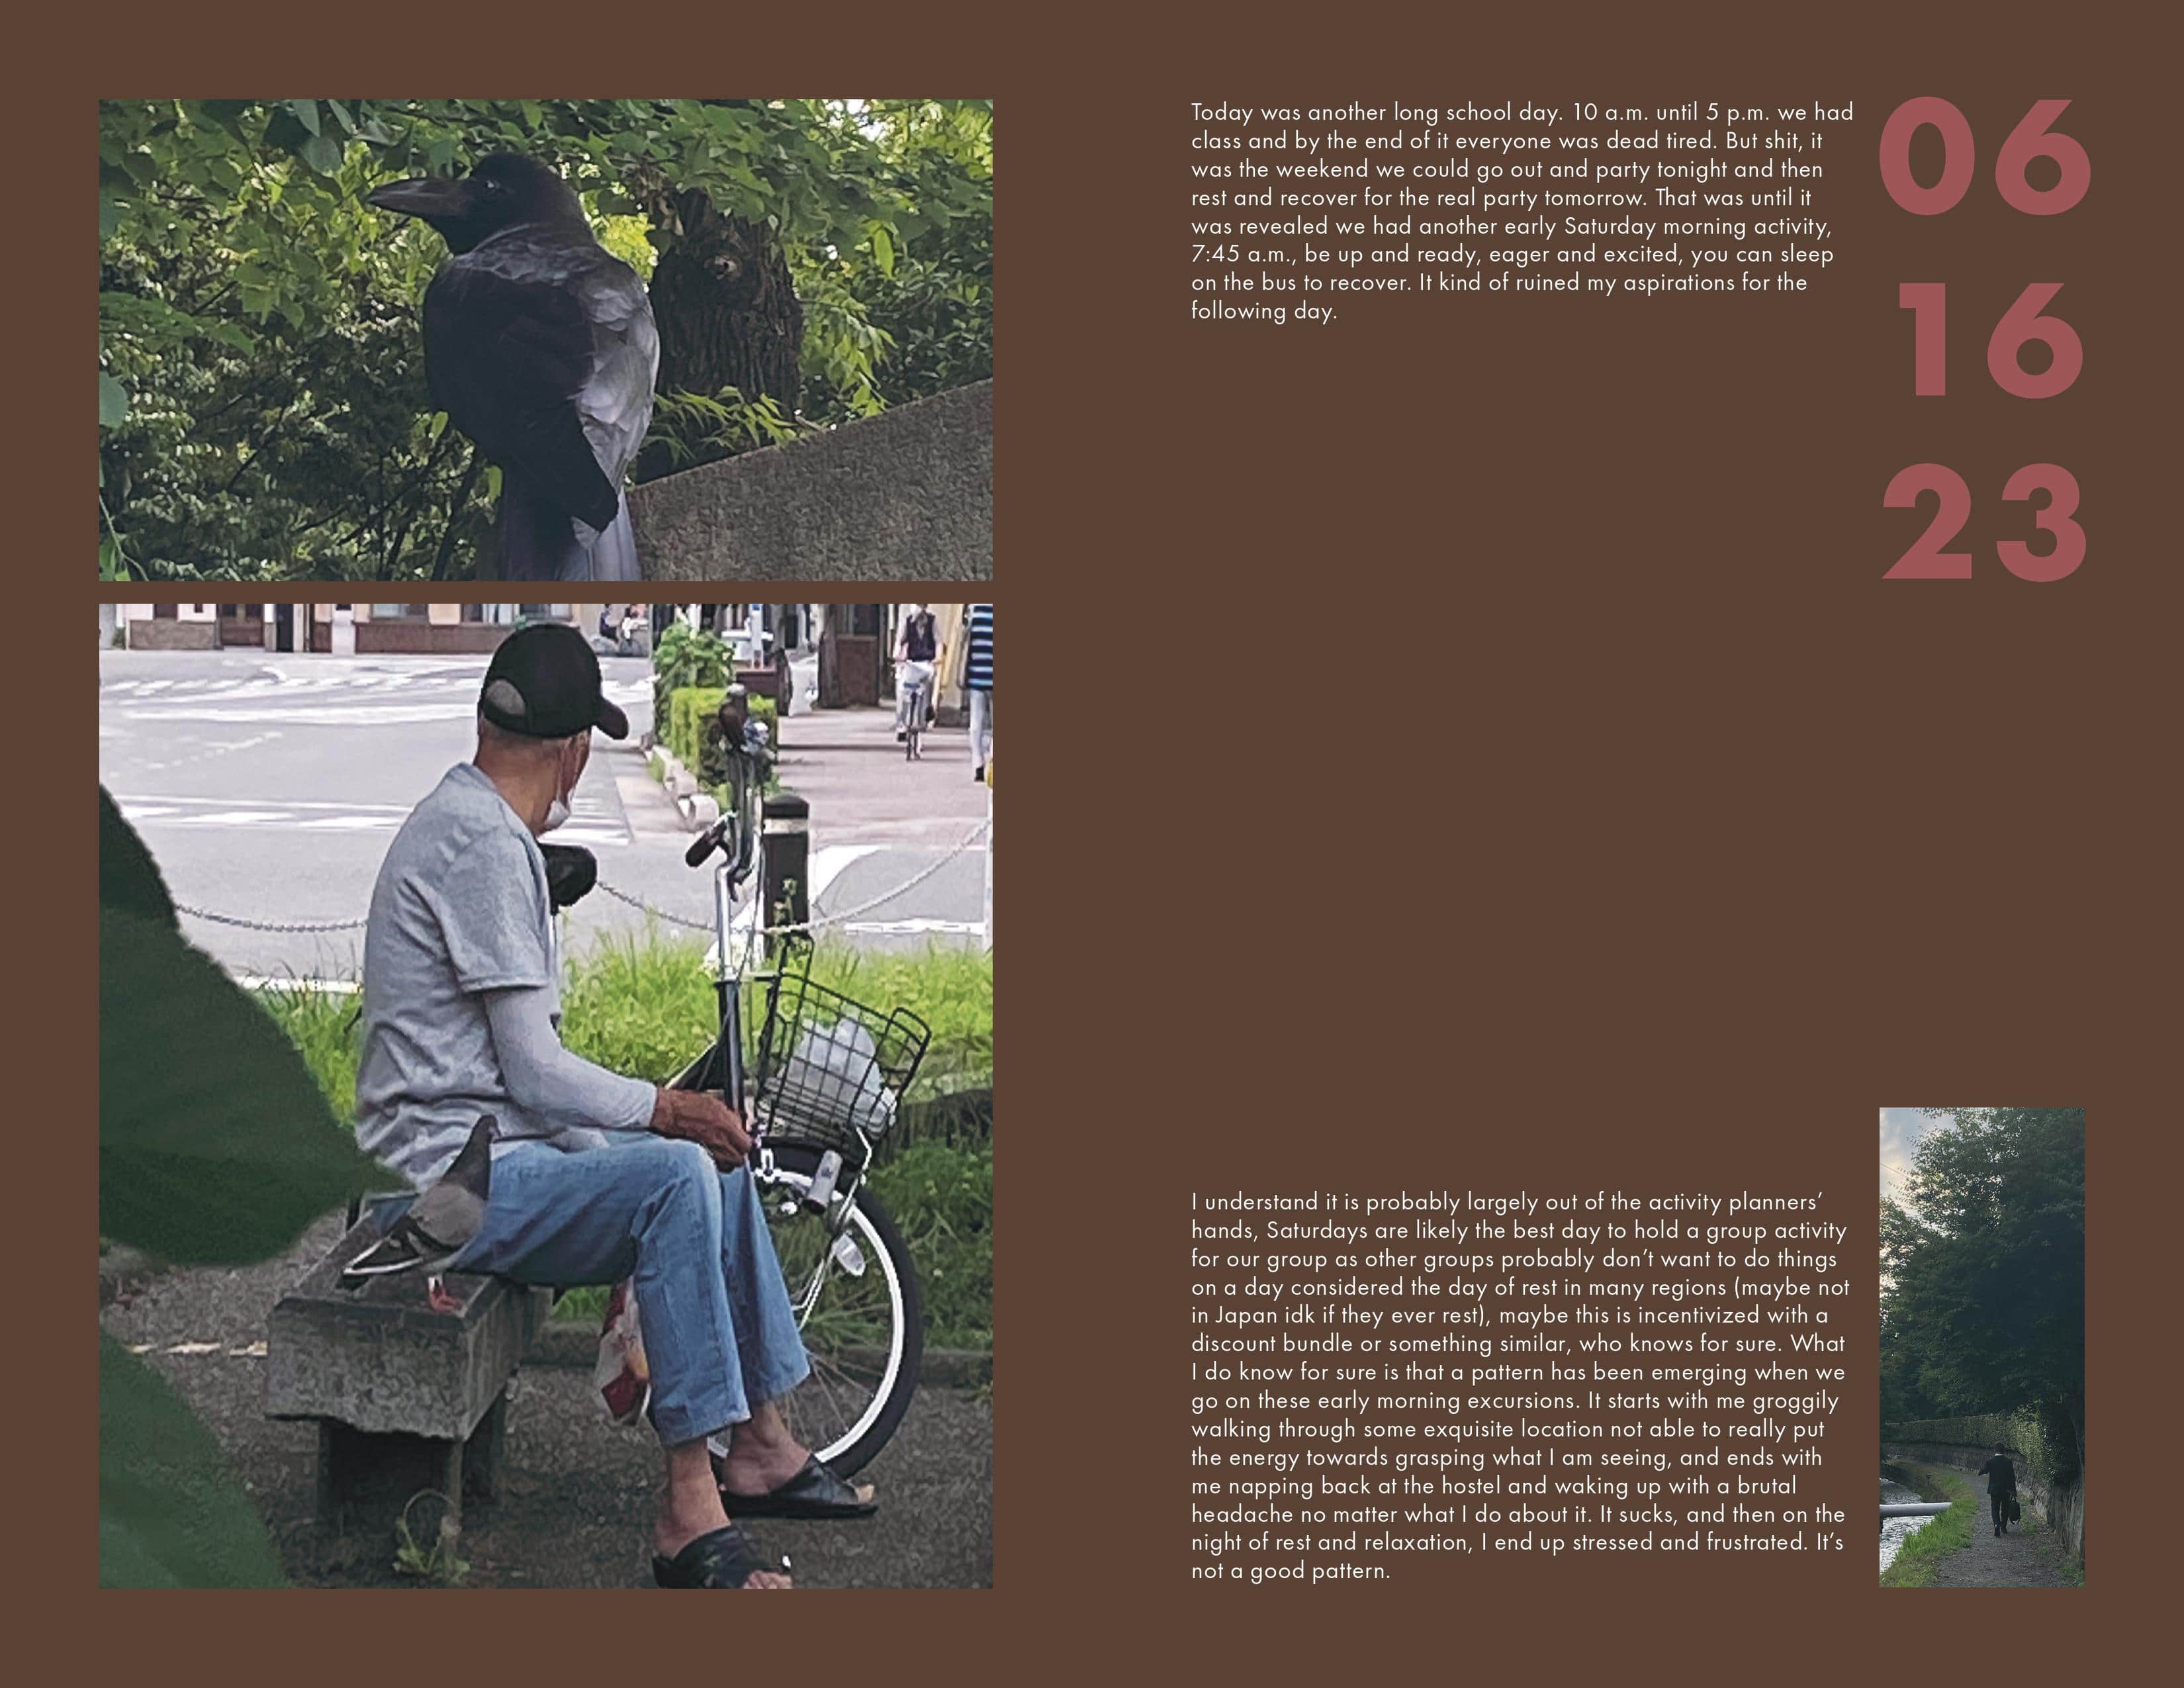 Today was another long school day. 10 a.m. until 5 p.m. we had
class and by the end of it everyone was dead tired. But shit, it
was the weekend we could go out and party tonight and then
rest and recover for the real party tomorrow. That was until it
was revealed we had another early Saturday morning activity,
7:45 a.m., be up and ready, eager and excited, you can sleep
on the bus to recover. It kind of ruined my aspirations for the
following day.
06
16
23
I understand it is probably largely out of the activity planners’
hands, Saturdays are likely the best day to hold a group activity
for our group as other groups probably don’t want to do things
on a day considered the day of rest in many regions (maybe not
in Japan idk if they ever rest), maybe this is incentivized with a
discount bundle or something similar, who knows for sure. What
I do know for sure is that a pattern has been emerging when we
go on these early morning excursions. It starts with me groggily
walking through some exquisite location not able to really put
the energy towards grasping what I am seeing, and ends with
me napping back at the hostel and waking up with a brutal
headache no matter what I do about it. It sucks, and then on the
night of rest and relaxation, I end up stressed and frustrated. It’s
not a good pattern.